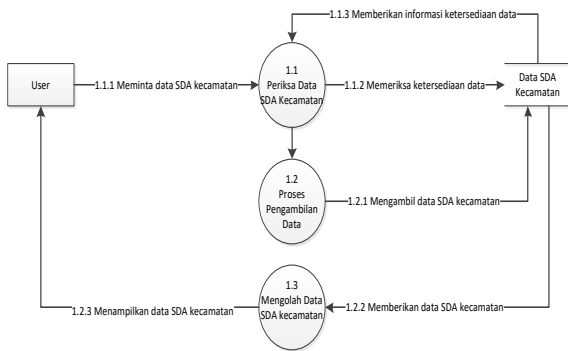 1.1.3 Memberikan informasi ketersediaan data
User
1.1.1 Meminta data SDA kecamatan
1.1
Periksa Data
SDA Kecamatan
1.1.2 Memeriksa ketersediaan data
Data SDA
Kecamatan
1.2
Proses
Pengambilan
Data
1.2.1 Mengambil data SDA kecamatan
1.3
Mengolah Data
SDA kecamatan
1.2.3 Menampilkan data SDA kecamatan
1.2.2 Memberikan data SDA kecamatan